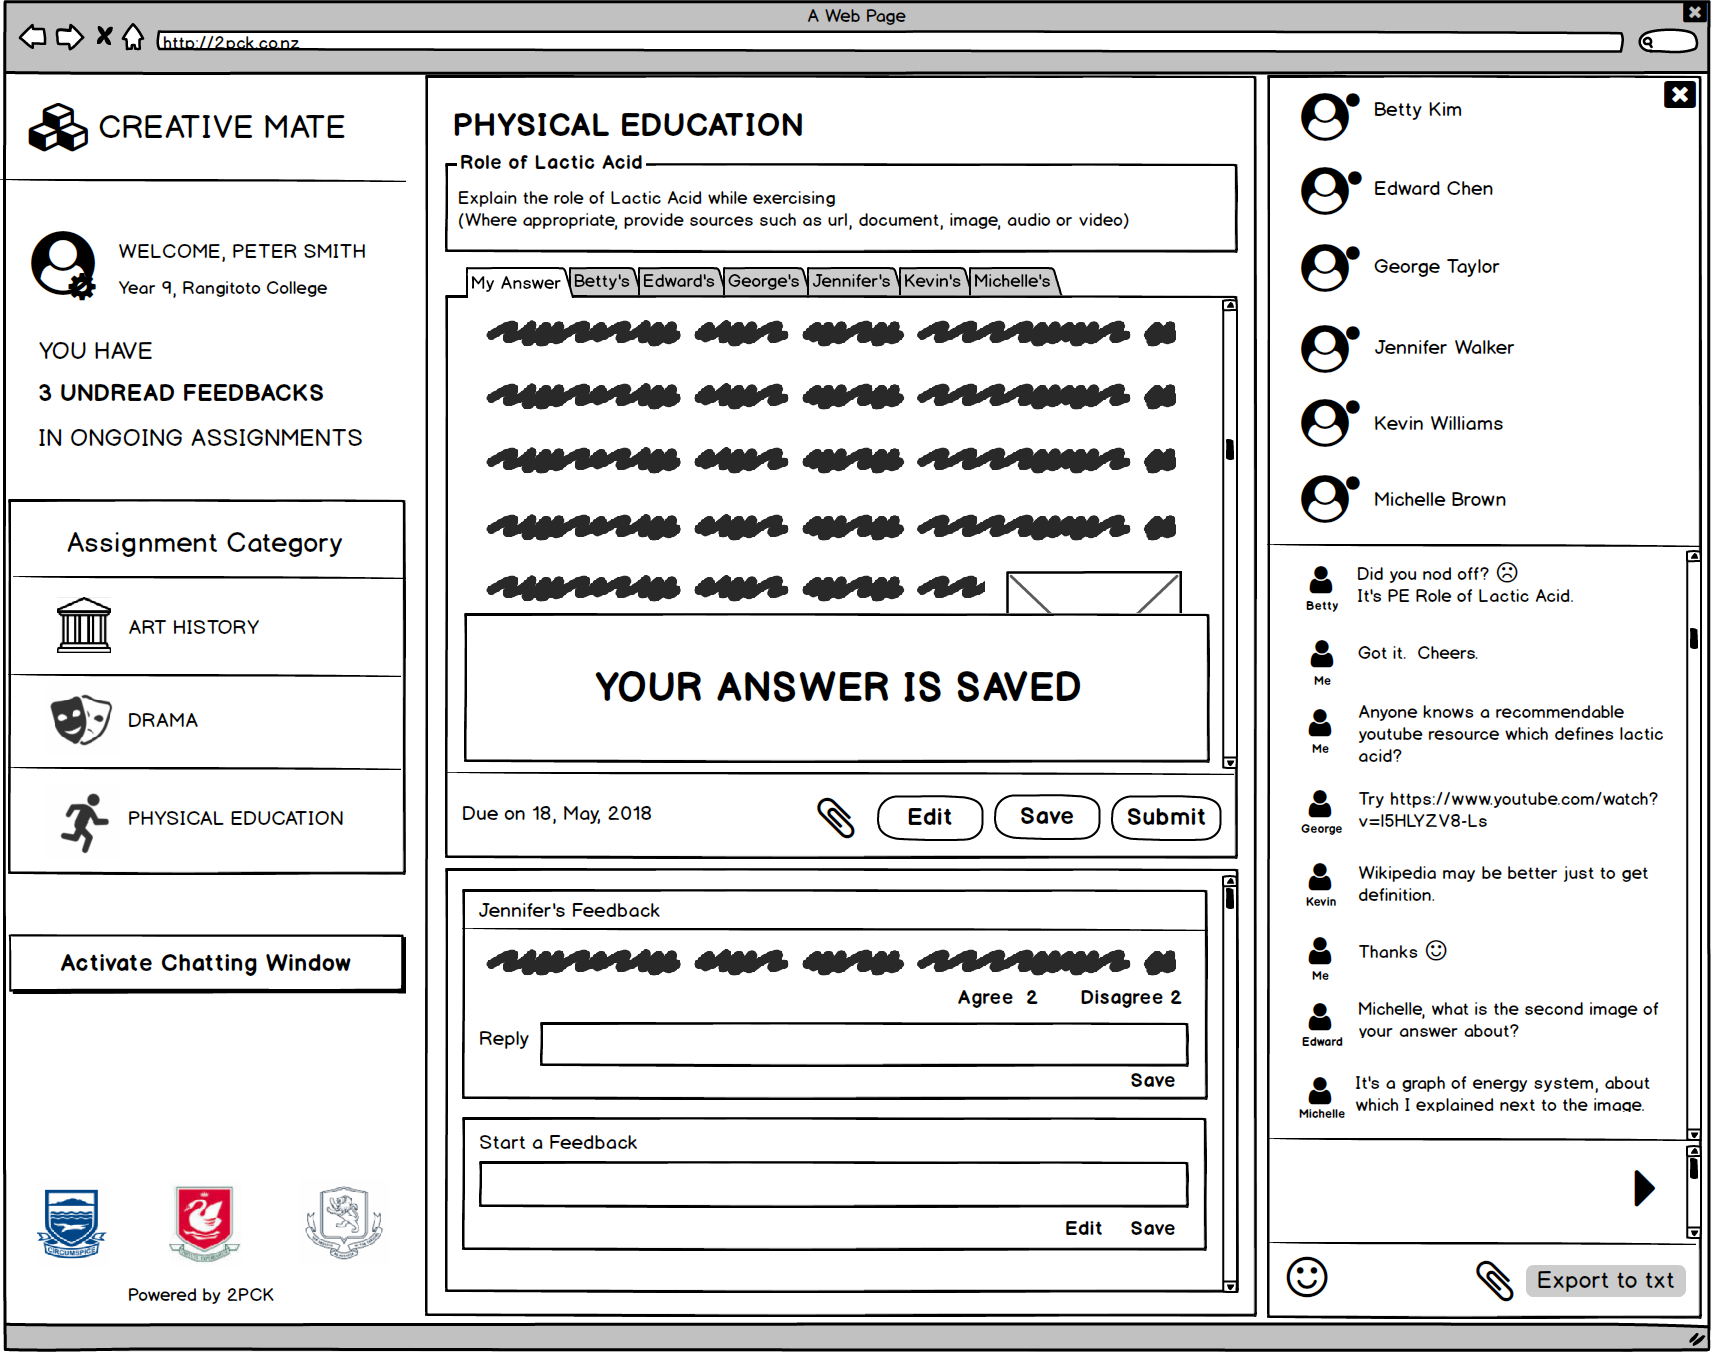 A Web Page
http://2pck.co.nz
CREATIVE MATE
WELCOME, PETER SMITH
Year 9, Rangitoto College
YOU HAVE
3 UNDREAD FEEDBACKS
IN ONGOING ASSIGNMENTS
Assignment Category
ART HISTORY
DRAMA
PHYSICAL EDUCATION
Activate Chatting Window
CIRCUMSPICE
Powered by 2PCK
PHYSICAL EDUCATION
Role of Lactic Acid
Explain the role of Lactic Acid while exercising
(Where appropriate, provide sources such as url, document, image, audio or video)
My Answer Betty's Edward's George's Jennifer's Kevin's Michelle's
YOUR ANSWER IS SAVED
Due on 18, May, 2018
Edit Save Submit
Jennifer's Feedback
Agree 2 Disagree 2
Reply
Save
Start a Feedback
Edit Save
Betty Kim
Edward Chen
George Taylor
Jennifer Walker
Kevin Williams
Michelle Brown
Betty
Did you nod off? ☹
It's PE Role of Lactic Acid.
Me
Got it. Cheers.
Me
Anyone knows a recommendable
youtube resource which defines lactic
acid?
George
Try https://www.youtube.com/watch?
v=I5HLYZV8-Ls
Kevin
Wikipedia may be better just to get
definition.
Me
Thanks ☺
Edward
Michelle, what is the second image of
your answer about?
Michelle
It's a graph of energy system, about
which I explained next to the image.
Export to txt